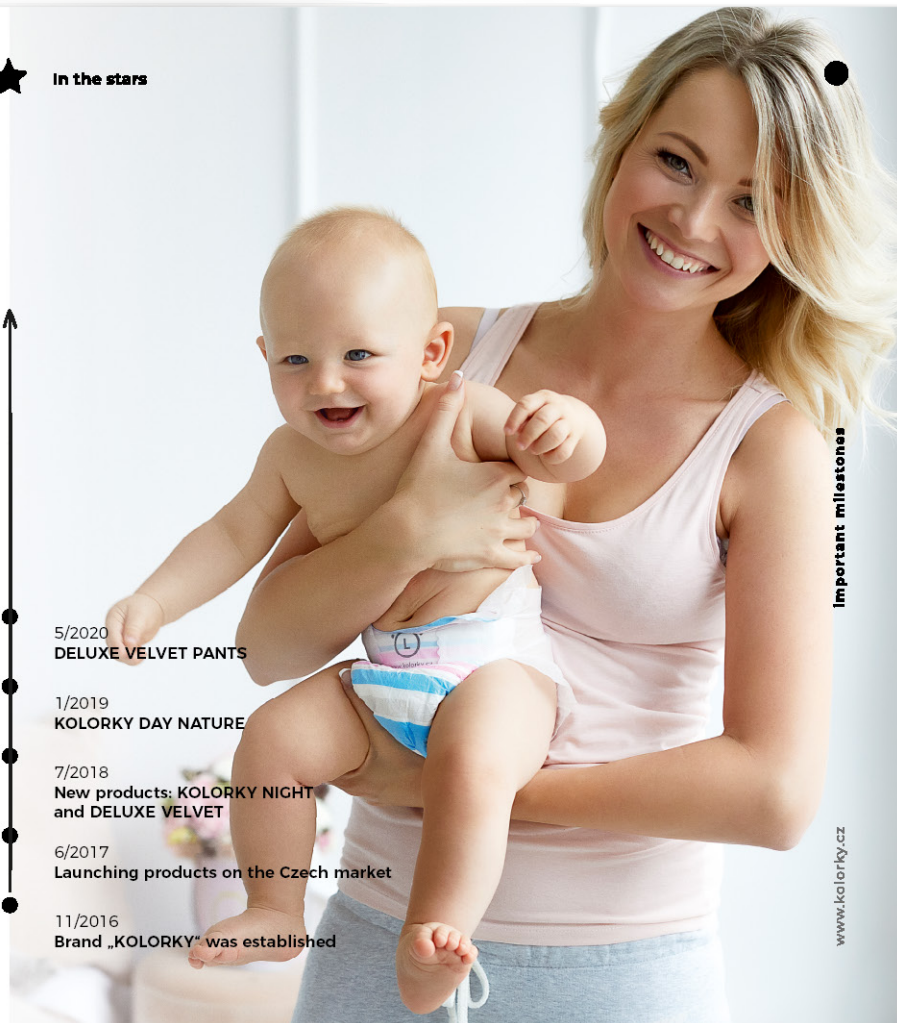 In the stars
5/2020
DELUXE VELVET PANTS
1/2019
KOLORKY DAY NATURE
7/2018
New products: KOLORKY NIGHT
and DELUXE VELVET
6/2017
Launching products on the Czech market
11/2016
Brand „KOLORKY“ was established
Important milestones
www.kolorky.cz
L